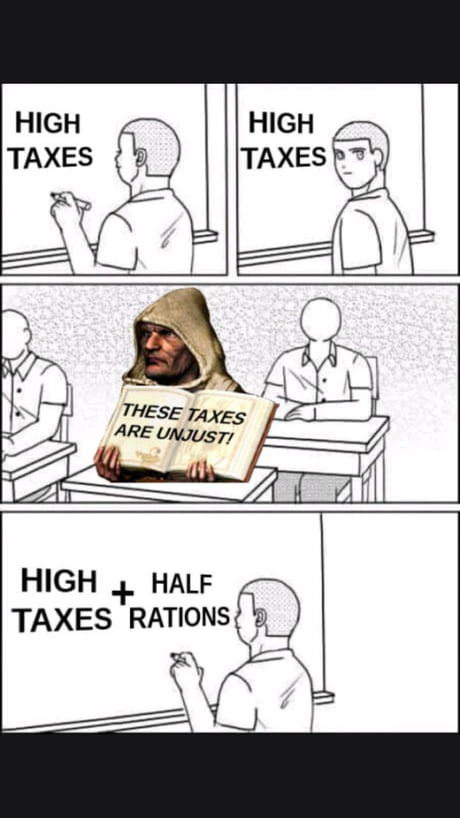 HIGH
TAXES
HIGH
TAXES
THESE TAXES
ARE UNJUST!
HIGH + HALF
TAXES RATIONS